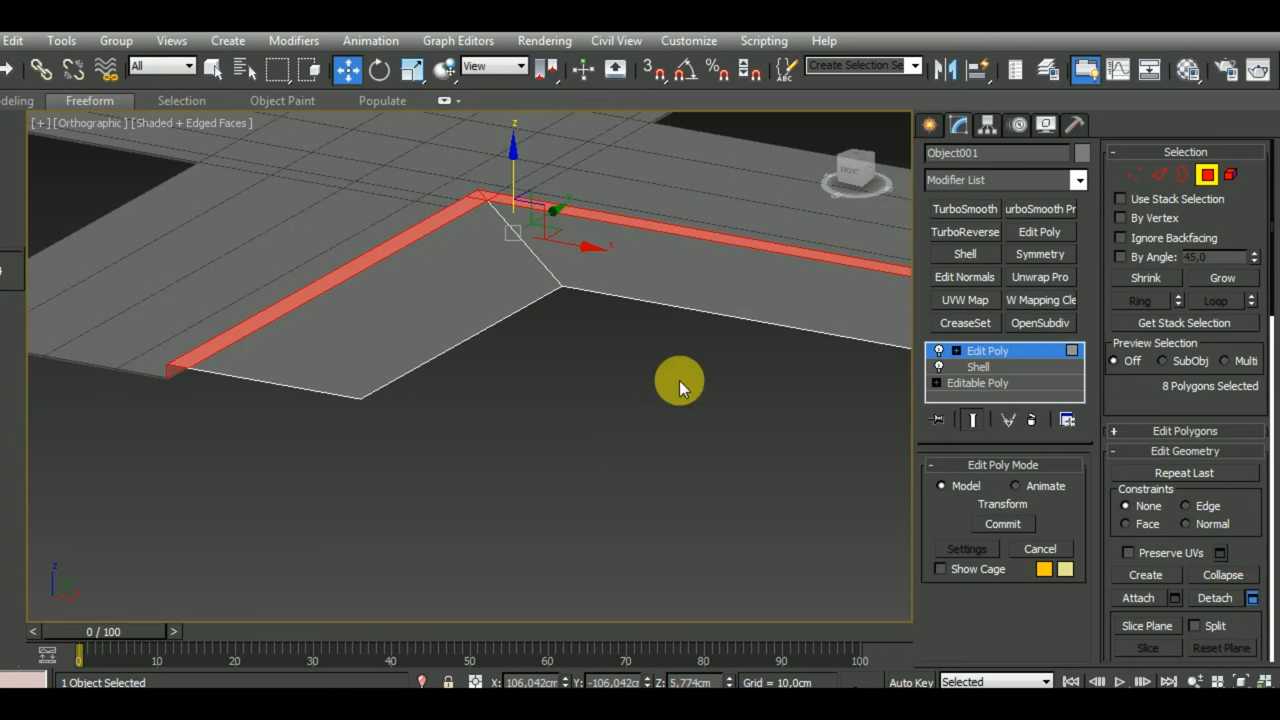 Edit Tools Group Views Create Modifiers Animation Graph Editors Rendering Civil View Customize Scripting Help
All View 3 % ABC Create Selection Se
deling Freeform Selection Object Paint Populate
[+] [Orthographic ] [Shaded + Edged Faces ]
z
x
Object001
Modifier List
TurboSmooth urboSmooth Pr
TurboReverse Edit Poly
Shell Symmetry
Edit Normals Unwrap Pro
UVW Map W Mapping Cle
CreaseSet OpenSubdiv
Edit Poly
Shell
Editable Poly
- Edit Poly Mode
Model Animate
Transform
Commit
Settings Cancel
Show Cage
- Selection
Use Stack Selection
By Vertex
Ignore Backfacing
By Angle: 45,0
Shrink Grow
Ring Loop
Get Stack Selection
Preview Selection
Off SubObj Multi
8 Polygons Selected
+ Edit Polygons
- Edit Geometry
Repeat Last
Constraints
None Edge
Face Normal
Preserve UVs
Create Collapse
Attach Detach
Slice Plane Split
Slice Reset Plane
z
< 0 / 100 >
0 10 20 30 40 50 60 70 80 90 100
1 Object Selected X: 106,042cm Y: -106,042cm Z: 5,774cm Grid = 10,0cm Auto Key Selected